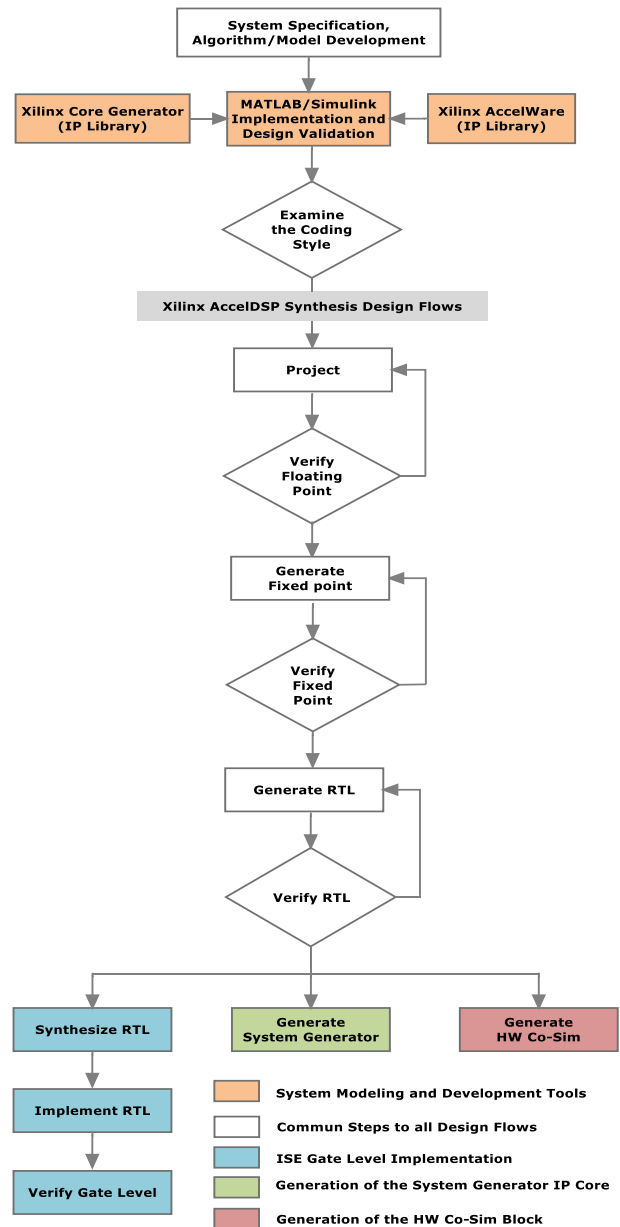 System Specification,
Algorithm/Model Development
Xilinx Core Generator
(IP Library)
MATLAB/Simulink
Implementation and
Design Validation
Xilinx AccelWare
(IP Library)
Examine
the Coding
Style
Xilinx AccelDSP Synthesis Design Flows
Project
Verify
Floating
Point
Generate
Fixed point
Verify
Fixed
Point
Generate RTL
Verify RTL
Synthesize RTL
Generate
System Generator
Generate
HW Co-Sim
Implement RTL
Verify Gate Level
System Modeling and Development Tools
Commun Steps to all Design Flows
ISE Gate Level Implementation
Generation of the System Generator IP Core
Generation of the HW Co-Sim Block